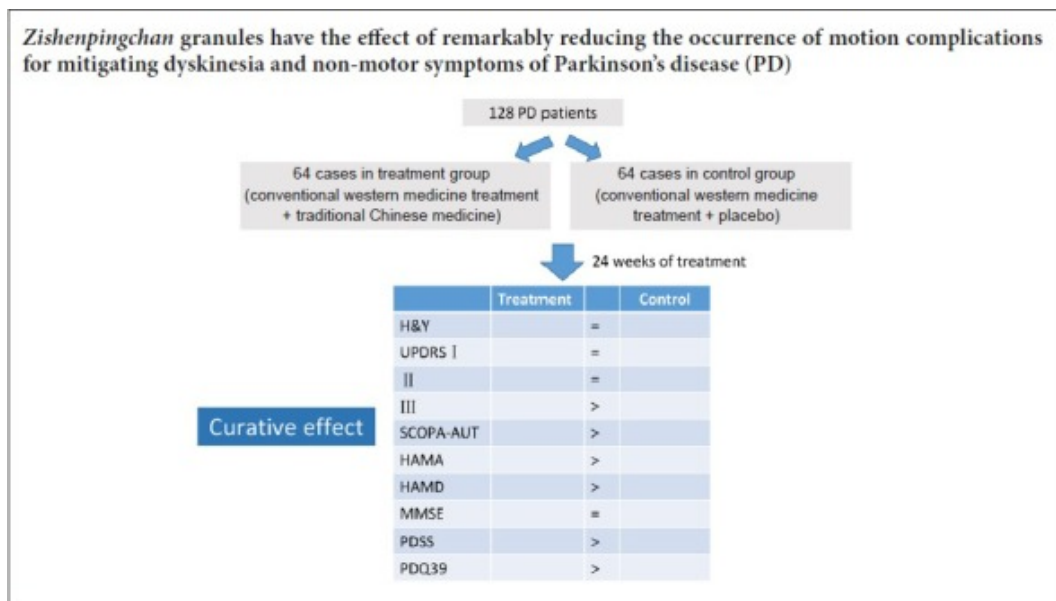 Zishenpingchan granules have the effect of remarkably reducing the occurrence of motion complications
for mitigating dyskinesia and non-motor symptoms of Parkinson's disease (PD)
128 PD patients
64 cases in treatment group
(conventional western medicine treatment
+ traditional Chinese medicine)
64 cases in control group
(conventional western medicine
treatment + placebo)
24 weeks of treatment
Treatment Control
H&Y =
UPDRS Ⅰ =
Ⅱ =
III >
Curative effect
SCOPA-AUT >
HAMA >
HAMD >
MMSE =
PDSS >
PDQ39 >